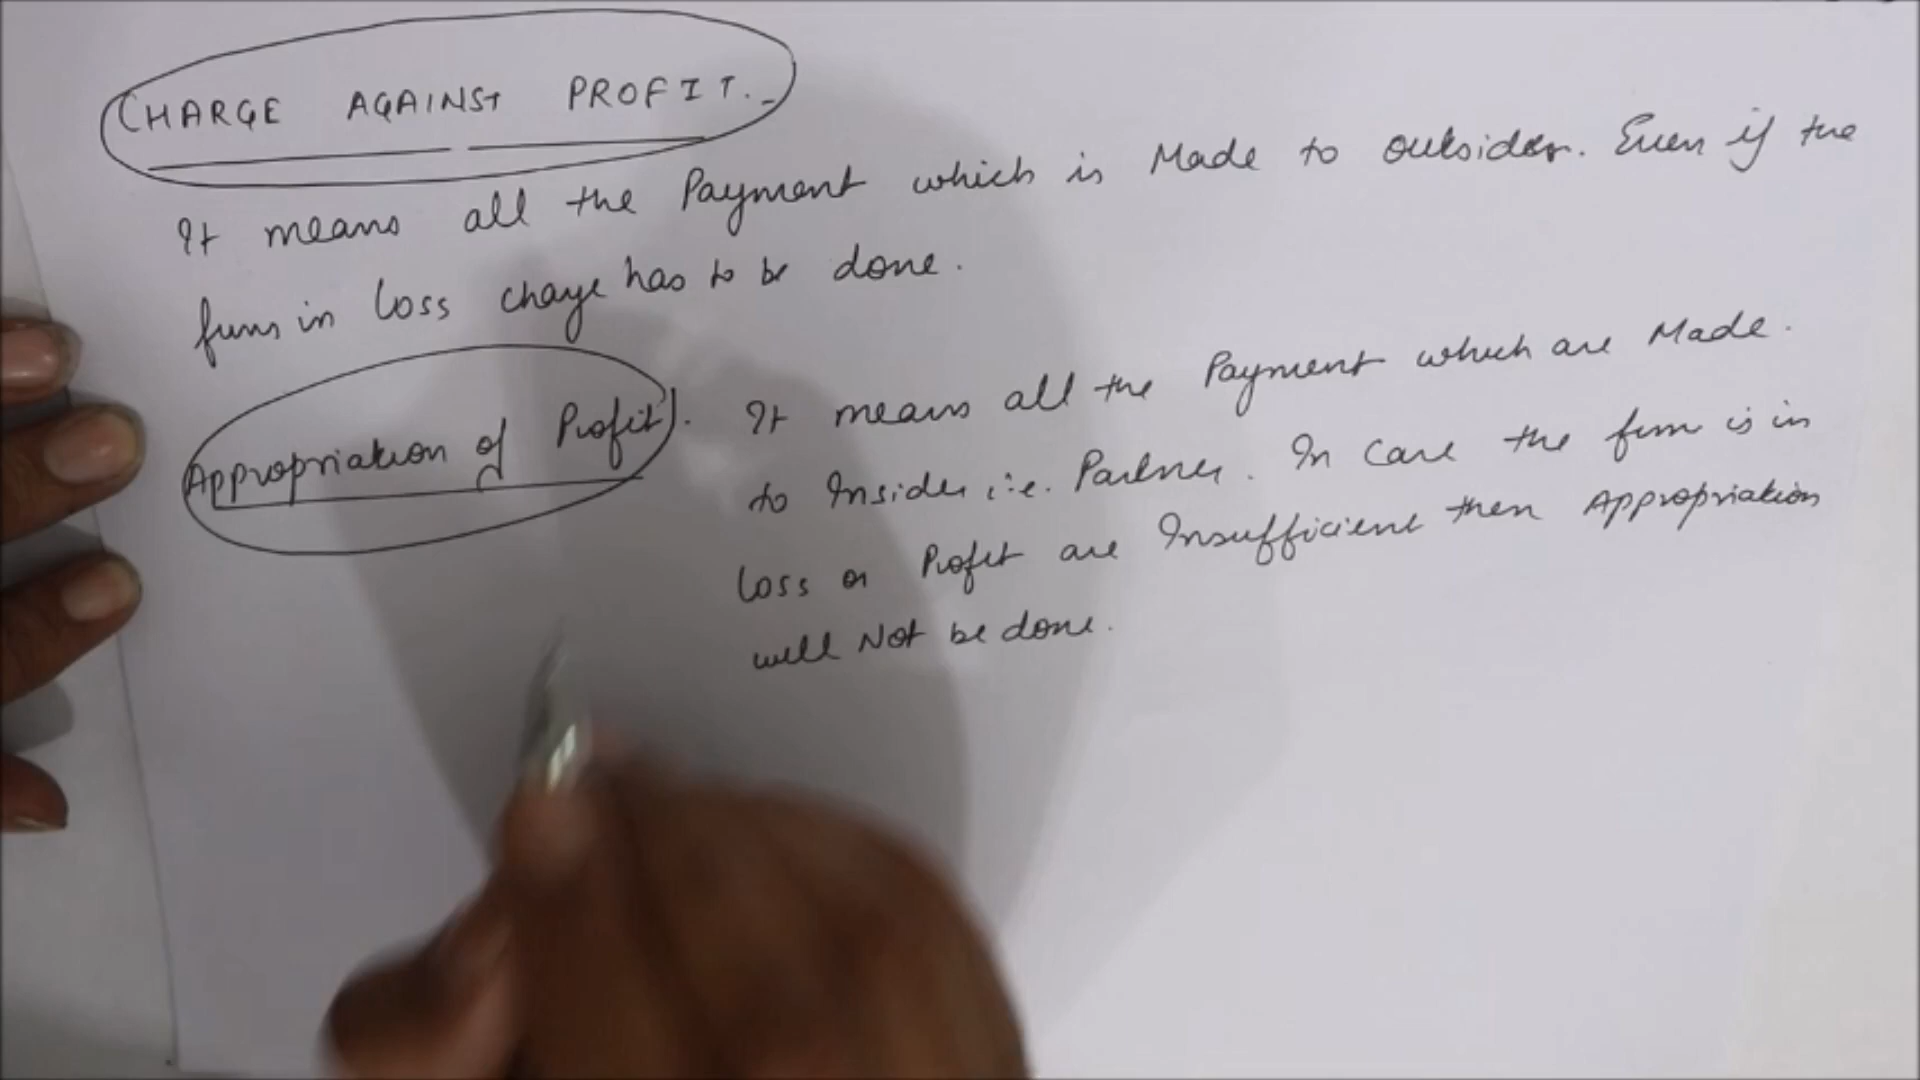 CHARGE AGAINST PROFIT.
It means all the Payment which is Made to outsider. Even if the
firms in loss charge has to be done.
Appropriation of Profit). It means all the Payment which are Made.
to Insider i.e. Partner. In Case the firm is in
loss or Profit are Insufficient then Appropriation
will Not be done.